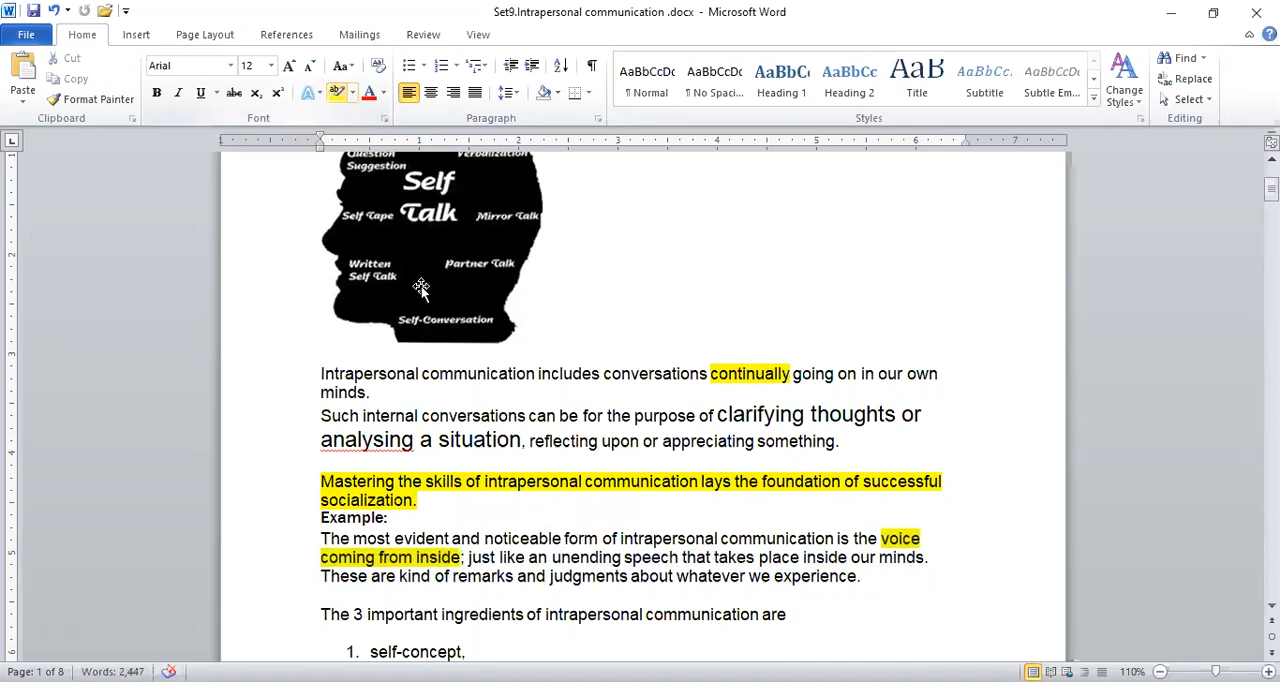 Set9.Intrapersonal communication .docx - Microsoft Word
File Home Insert Page Layout References Mailings Review View
Paste
Cut
Copy
Format Painter
Clipboard
Arial 12
Font
Paragraph
AaBbCcDc AaBbCcDc AaBbC AaBbCc AaB AaBbCc. AaBbCcDc
¶ Normal ¶ No Spaci... Heading 1 Heading 2 Title Subtitle Subtle Em...
Styles
Change
Styles
Find
Replace
Select
Editing
Question
Suggestion
Verbalization
Self
Talk
Self Tape
Mirror Talk
Written
Self Talk
Partner Talk
Self-Conversation
Intrapersonal communication includes conversations continually going on in our own
minds.
Such internal conversations can be for the purpose of clarifying thoughts or
analysing a situation, reflecting upon or appreciating something.
Mastering the skills of intrapersonal communication lays the foundation of successful
socialization.
Example:
The most evident and noticeable form of intrapersonal communication is the voice
coming from inside; just like an unending speech that takes place inside our minds.
These are kind of remarks and judgments about whatever we experience.
The 3 important ingredients of intrapersonal communication are
1. self-concept,
Page: 1 of 8 Words: 2,447 110%